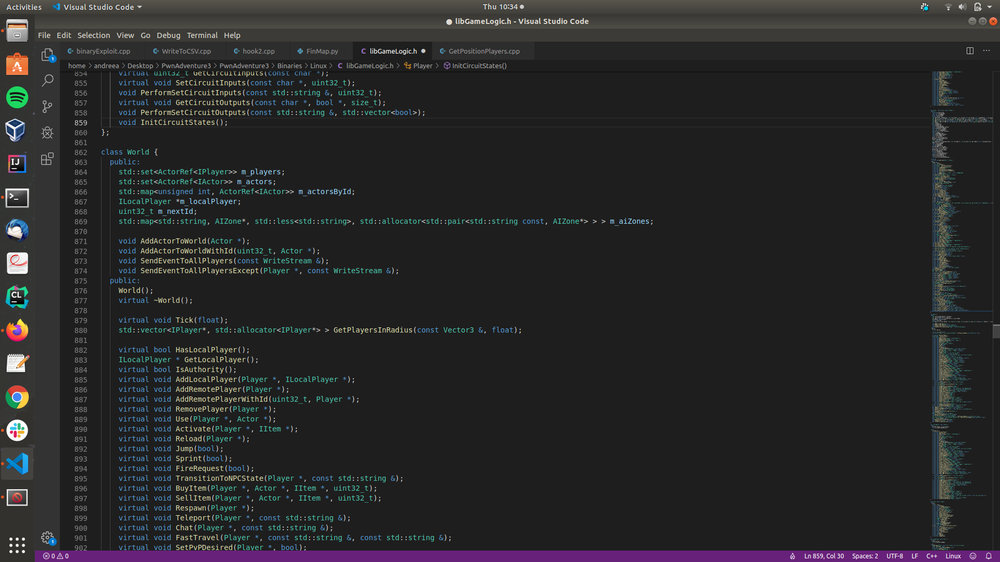 Activities Visual Studio Code Thu 10:34
libGameLogic.h - Visual Studio Code
File Edit Selection View Go Debug Terminal Help
binaryExploit.cpp WriteToCSV.cpp hook2.cpp FinMap.py libGameLogic.h GetPositionPlayers.cpp
home > andreea > Desktop > PwnAdventure3 > PwnAdventure3 > Binaries > Linux > C libGameLogic.h > Player > InitCircuitStates()
854 virtual uint32_t GetCircuitInputs(const char *);
855 virtual void SetCircuitInputs(const char *, uint32_t);
856 void PerformSetCircuitInputs(const std::string &, uint32_t);
857 virtual void GetCircuitOutputs(const char *, bool *, size_t);
858 void PerformSetCircuitOutputs(const std::string &, std::vector<bool>);
859 void InitCircuitStates();
860 };
861
862 class World {
863 public:
864 std::set<ActorRef<IPlayer>> m_players;
865 std::set<ActorRef<IActor>> m_actors;
866 std::map<unsigned int, ActorRef<IActor>> m_actorsById;
867 ILocalPlayer *m_localPlayer;
868 uint32_t m_nextId;
869 std::map<std::string, AIZone*, std::less<std::string>, std::allocator<std::pair<std::string const, AIZone*> > > m_aiZones;
870
871 void AddActorToWorld(Actor *);
872 void AddActorToWorldWithId(uint32_t, Actor *);
873 void SendEventToAllPlayers(const WriteStream &);
874 void SendEventToAllPlayersExcept(Player *, const WriteStream &);
875 public:
876 World();
877 virtual ~World();
878
879 virtual void Tick(float);
880 std::vector<IPlayer*, std::allocator<IPlayer*> > GetPlayersInRadius(const Vector3 &, float);
881
882 virtual bool HasLocalPlayer();
883 ILocalPlayer * GetLocalPlayer();
884 virtual bool IsAuthority();
885 virtual void AddLocalPlayer(Player *, ILocalPlayer *);
886 virtual void AddRemotePlayer(Player *);
887 virtual void AddRemotePlayerWithId(uint32_t, Player *);
888 virtual void RemovePlayer(Player *);
889 virtual void Use(Player *, Actor *);
890 virtual void Activate(Player *, IItem *);
891 virtual void Reload(Player *);
892 virtual void Jump(bool);
893 virtual void Sprint(bool);
894 virtual void FireRequest(bool);
895 virtual void TransitionToNPCState(Player *, const std::string &);
896 virtual void BuyItem(Player *, Actor *, IItem *, uint32_t);
897 virtual void SellItem(Player *, Actor *, IItem *, uint32_t);
898 virtual void Respawn(Player *);
899 virtual void Teleport(Player *, const std::string &);
900 virtual void Chat(Player *, const std::string &);
901 virtual void FastTravel(Player *, const std::string &, const std::string &);
902 virtual void SetPvPDesired(Player *, bool);
0 0 Ln 859, Col 30 Spaces: 2 UTF-8 LF C++ Linux